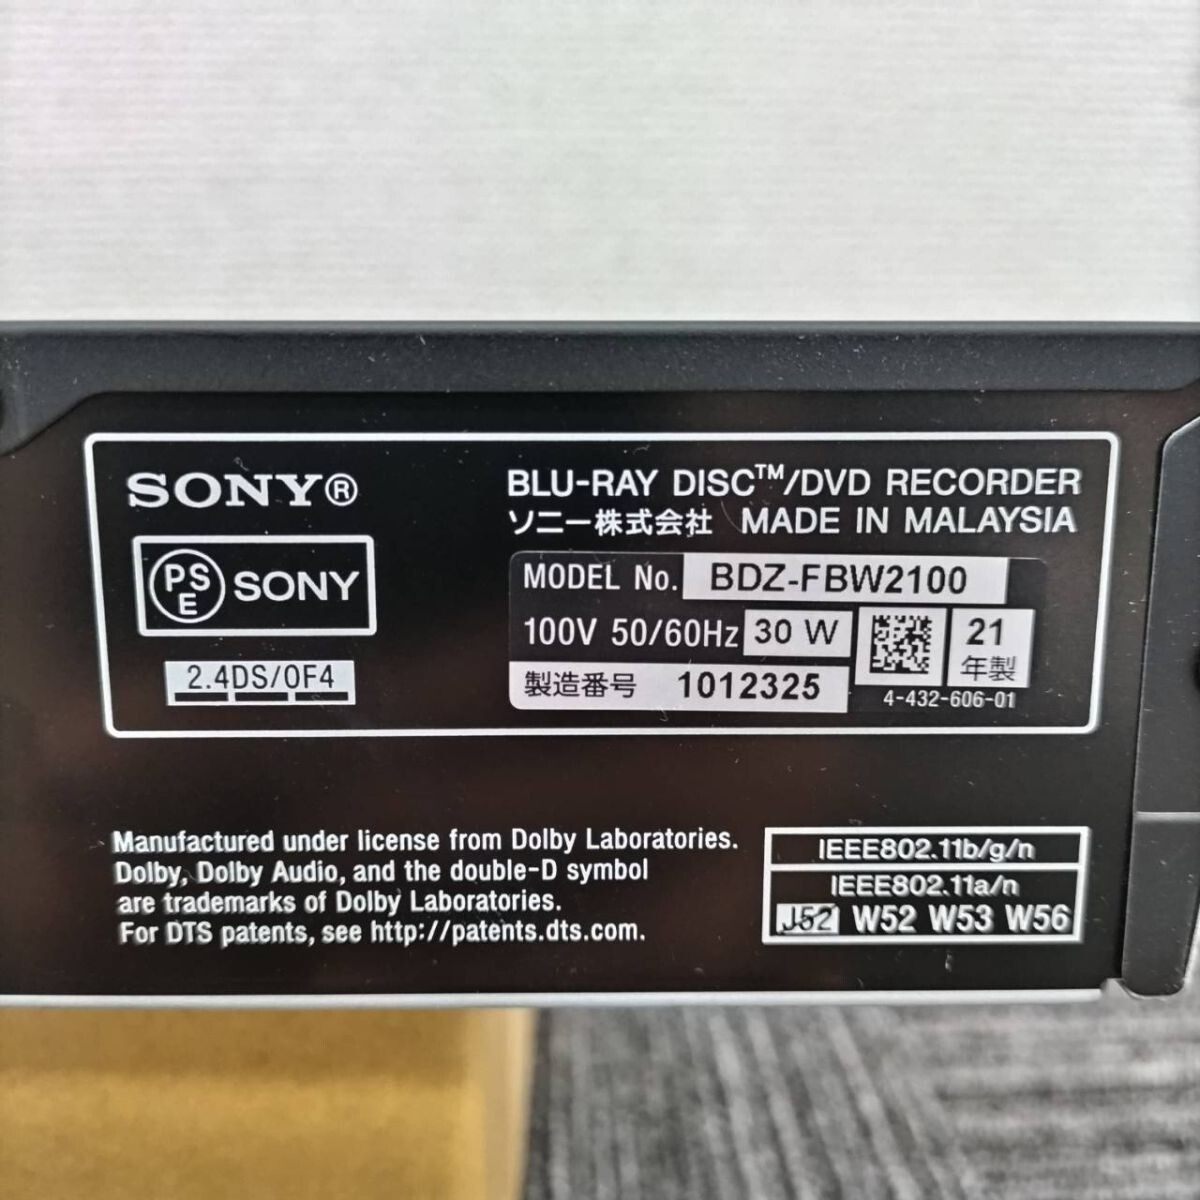 SONY®
PSE SONY
2.4DS/OF4
BLU-RAY DISC™/DVD RECORDER
ソニー株式会社 MADE IN MALAYSIA
MODEL No. BDZ-FBW2100
100V 50/60Hz 30 W
21
年製
製造番号 1012325
4-432-606-01
Manufactured under license from Dolby Laboratories.
Dolby, Dolby Audio, and the double-D symbol
are trademarks of Dolby Laboratories.
For DTS patents, see http://patents.dts.com.
IEEE802.11b/g/n
IEEE802.11a/n
J52 W52 W53 W56